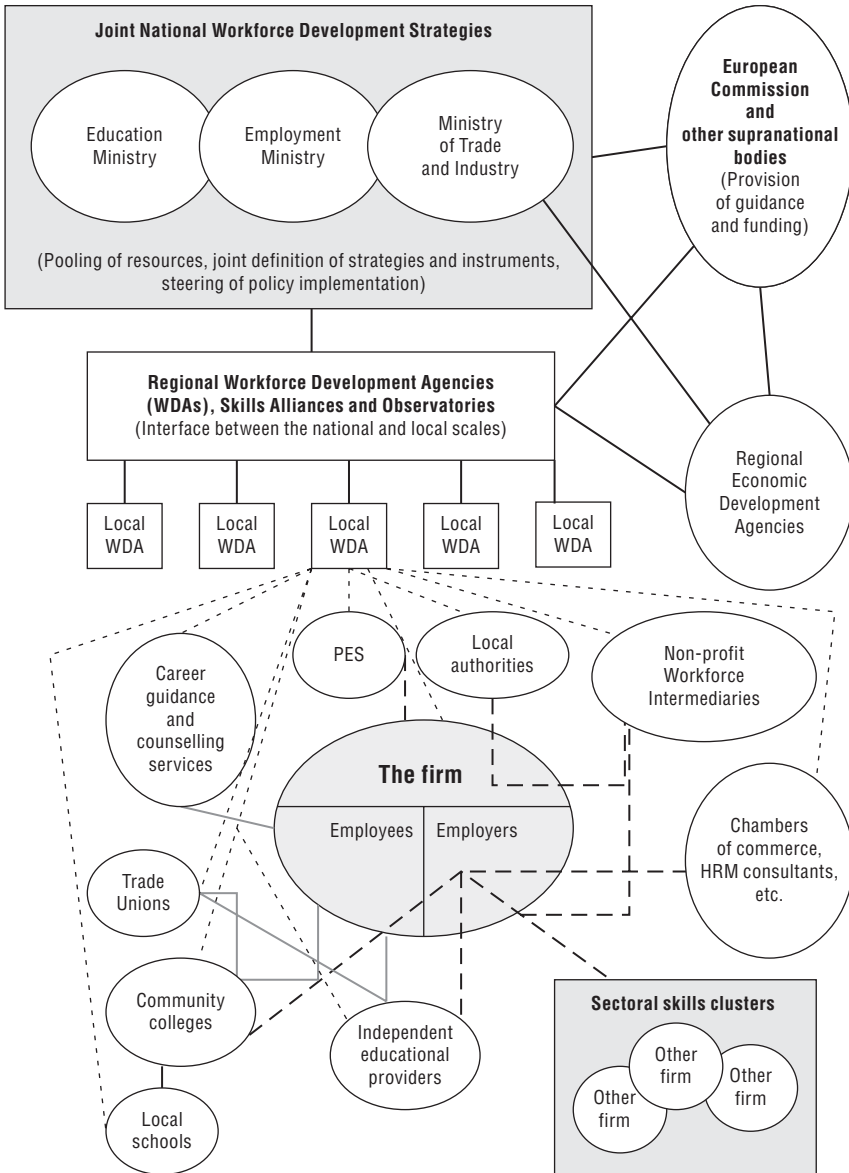 Joint National Workforce Development Strategies
Education
Ministry
Employment
Ministry
Ministry
of Trade
and Industry
(Pooling of resources, joint definition of strategies and instruments,
steering of policy implementation)
European
Commission
and
other supranational
bodies
(Provision
of guidance
and funding)
Regional Workforce Development Agencies
(WDAs), Skills Alliances and Observatories
(Interface between the national and local scales)
Regional
Economic
Development
Agencies
Local
WDA
Local
WDA
Local
WDA
Local
WDA
Local
WDA
Career
guidance
and
counselling
services
PES
Local
authorities
Non-profit
Workforce
Intermediaries
The firm
Employees
Employers
Chambers
of commerce,
HRM consultants,
etc.
Trade
Unions
Community
colleges
Independent
educational
providers
Local
schools
Sectoral skills clusters
Other
firm
Other
firm
Other
firm